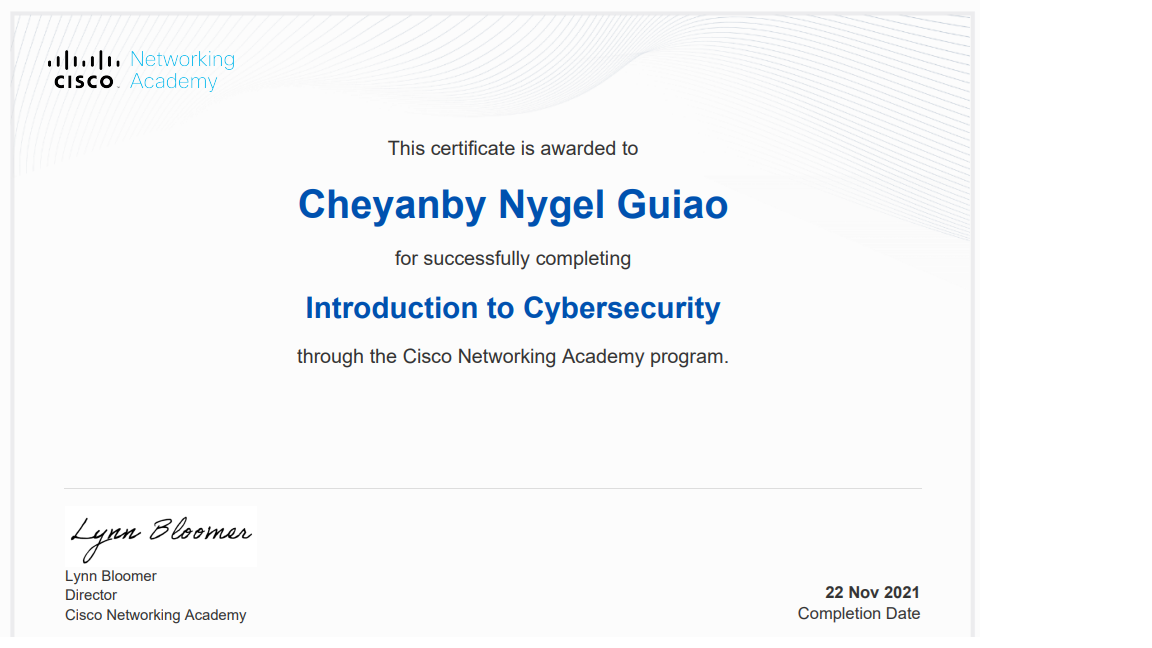 Networking
CISCO Academy
This certificate is awarded to
Cheyanby Nygel Guiao
for successfully completing
Introduction to Cybersecurity
through the Cisco Networking Academy program.
Lynn Bloomer
Lynn Bloomer
Director
Cisco Networking Academy
22 Nov 2021
Completion Date